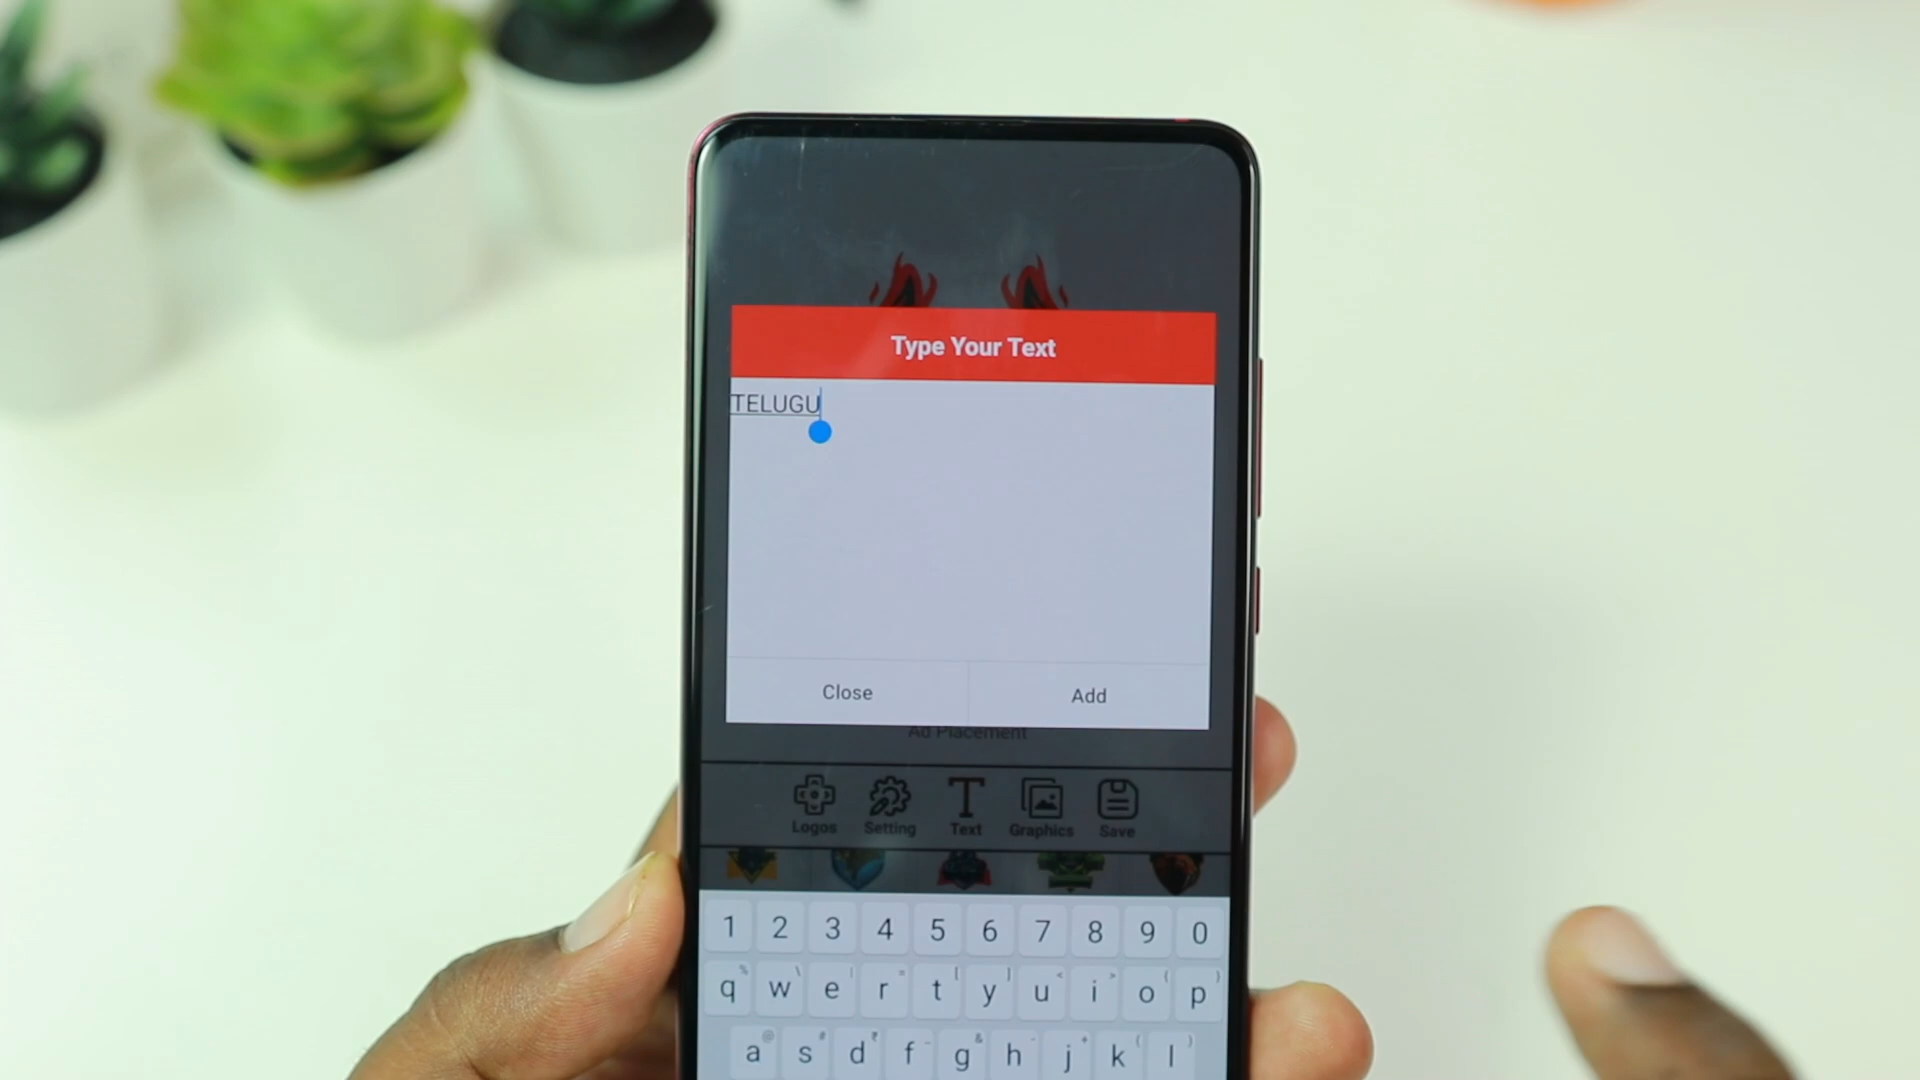 Type Your Text
TELUGU
Close Add
Ad Placement
Logos Setting Text Graphics Save
1 2 3 4 5 6 7 8 9 0
q w e r t y u i o p
a s d f g h j k l